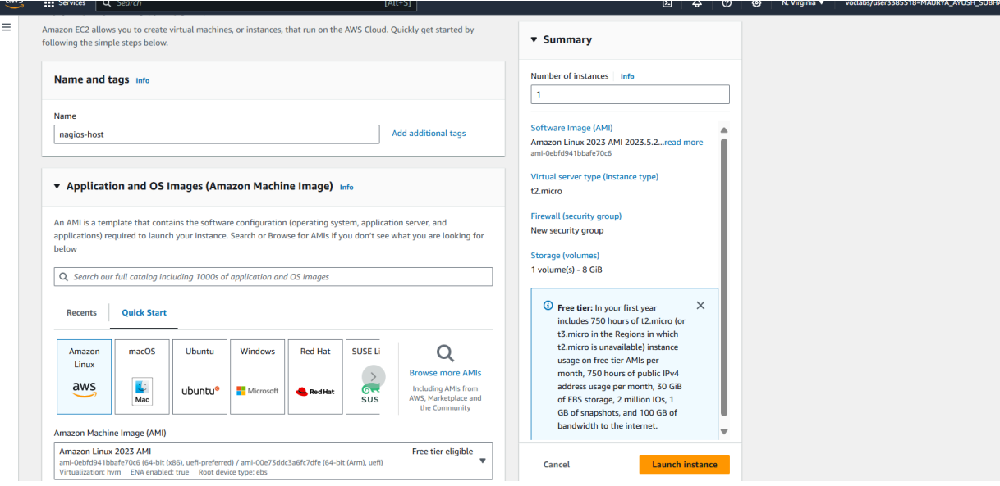 aws
Services
Search
[Alt+S]
N. Virginia
voclabs/user3385518=MAURYA_AYUSH_SUBHA
Amazon EC2 allows you to create virtual machines, or instances, that run on the AWS Cloud. Quickly get started by
following the simple steps below.
Name and tags Info
Name
nagios-host
Add additional tags
Application and OS Images (Amazon Machine Image) Info
An AMI is a template that contains the software configuration (operating system, application server, and
applications) required to launch your instance. Search or Browse for AMIs if you don't see what you are looking for
below
Search our full catalog including 1000s of application and OS images
Recents
Quick Start
Amazon
Linux
aws
macOS
Mac
Ubuntu
ubuntu
Windows
Microsoft
Red Hat
Red Hat
SUSE Li
SUS
Browse more AMIs
Including AMIs from
AWS, Marketplace and
the Community
Amazon Machine Image (AMI)
Amazon Linux 2023 AMI
Free tier eligible
ami-0ebfd941bbafe70c6 (64-bit (x86), uefi-preferred) / ami-00e73ddc3a6fc7dfe (64-bit (Arm), uefi)
Virtualization: hvm ENA enabled: true Root device type: ebs
Summary
Number of instances Info
1
Software Image (AMI)
Amazon Linux 2023 AMI 2023.5.2...read more
ami-0ebfd941bbafe70c6
Virtual server type (instance type)
t2.micro
Firewall (security group)
New security group
Storage (volumes)
1 volume(s) - 8 GiB
Free tier: In your first year
includes 750 hours of t2.micro (or
t3.micro in the Regions in which
t2.micro is unavailable) instance
usage on free tier AMIs per
month, 750 hours of public IPv4
address usage per month, 30 GiB
of EBS storage, 2 million IOs, 1
GB of snapshots, and 100 GB of
bandwidth to the internet.
Cancel
Launch instance